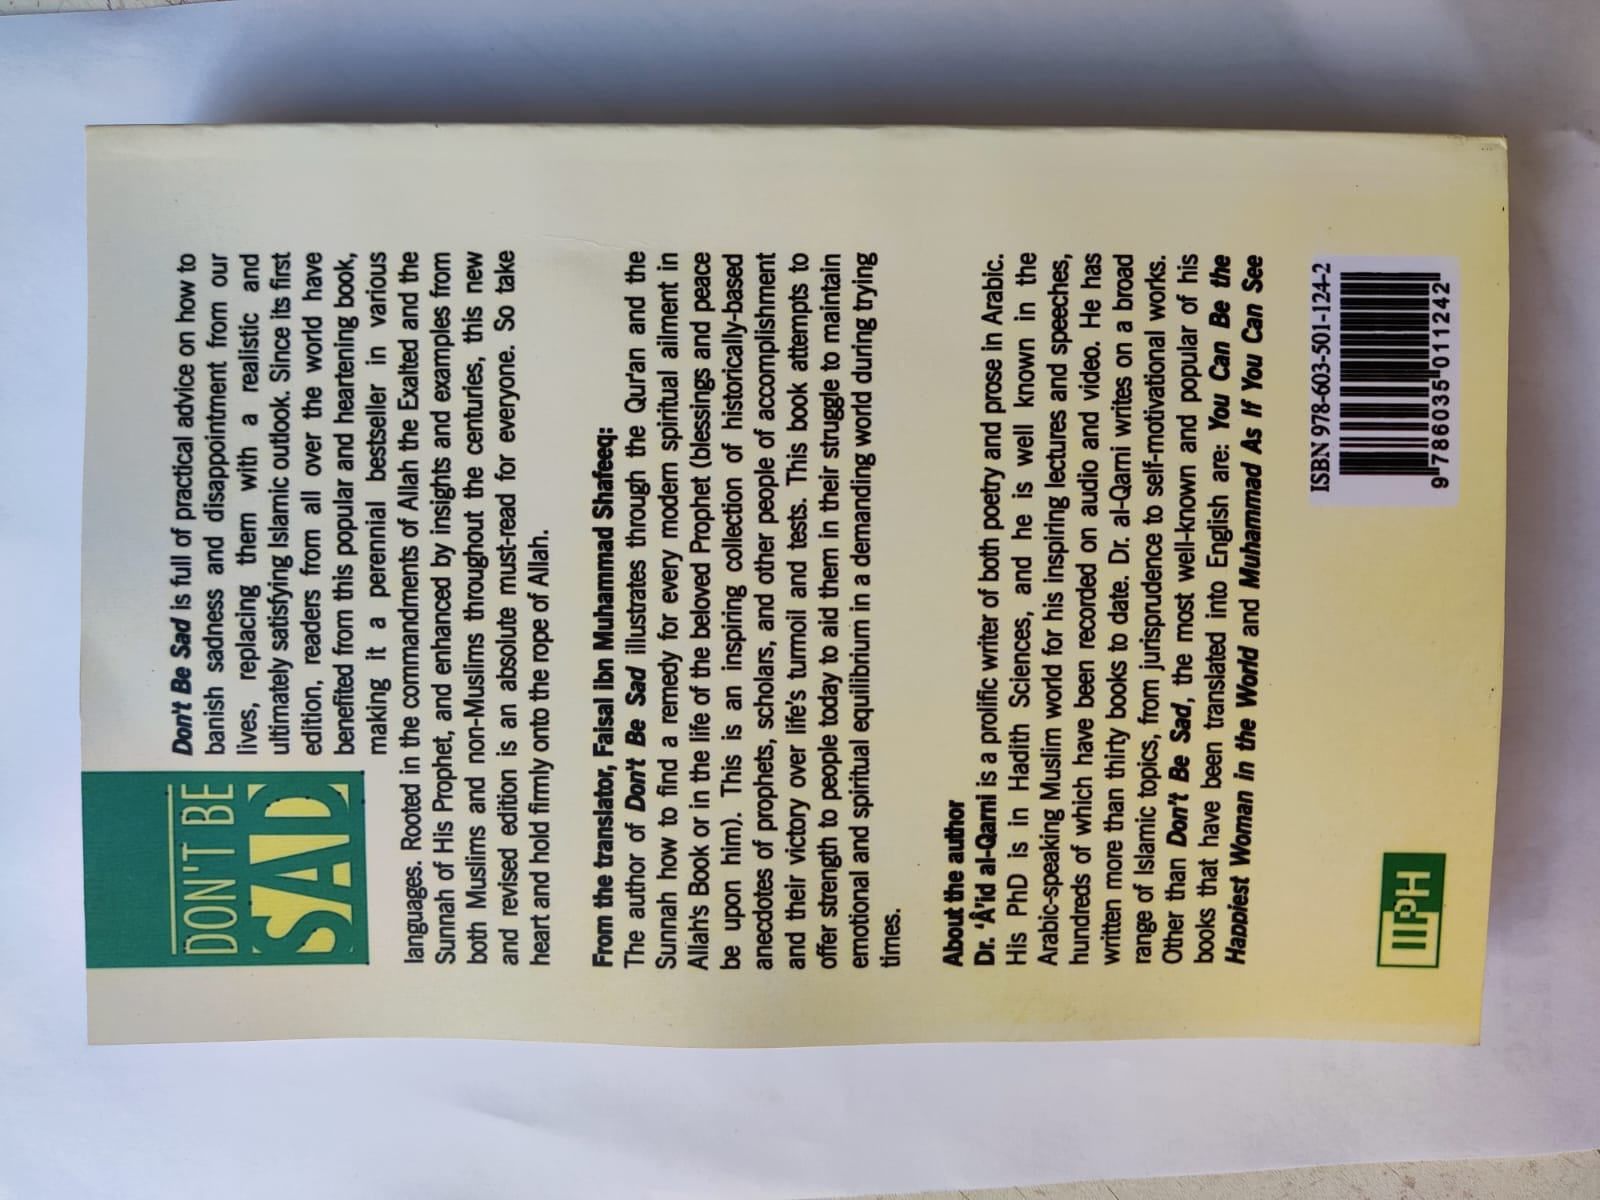 DON'T BE
SAD
Don't Be Sad is full of practical advice on how to
banish sadness and disappointment from our
lives, replacing them with a realistic and
ultimately satisfying Islamic outlook. Since its first
edition, readers from all over the world have
benefited from this popular and heartening book,
making it a perennial bestseller in various
languages. Rooted in the commandments of Allah the Exalted and the
Sunnah of His Prophet, and enhanced by insights and examples from
both Muslims and non-Muslims throughout the centuries, this new
and revised edition is an absolute must-read for everyone. So take
heart and hold firmly onto the rope of Allah.
From the translator, Faisal ibn Muhammad Shafeeq:
The author of Don't Be Sad illustrates through the Qur'an and the
Sunnah how to find a remedy for every modern spiritual ailment in
Allah's Book or in the life of the beloved Prophet (blessings and peace
be upon him). This is an inspiring collection of historically-based
anecdotes of prophets, scholars, and other people of accomplishment
and their victory over life's turmoil and tests. This book attempts to
offer strength to people today to aid them in their struggle to maintain
emotional and spiritual equilibrium in a demanding world during trying
times.
About the author
Dr. 'Â'id al-Qarni is a prolific writer of both poetry and prose in Arabic.
His PhD is in Hadith Sciences, and he is well known in the
Arabic-speaking Muslim world for his inspiring lectures and speeches,
hundreds of which have been recorded on audio and video. He has
written more than thirty books to date. Dr. al-Qarni writes on a broad
range of Islamic topics, from jurisprudence to self-motivational works.
Other than Don't Be Sad, the most well-known and popular of his
books that have been translated into English are: You Can Be the
Happiest Woman in the World and Muhammad As If You Can See
IIPH
ISBN 978-603-501-124-2
9 786035 011242